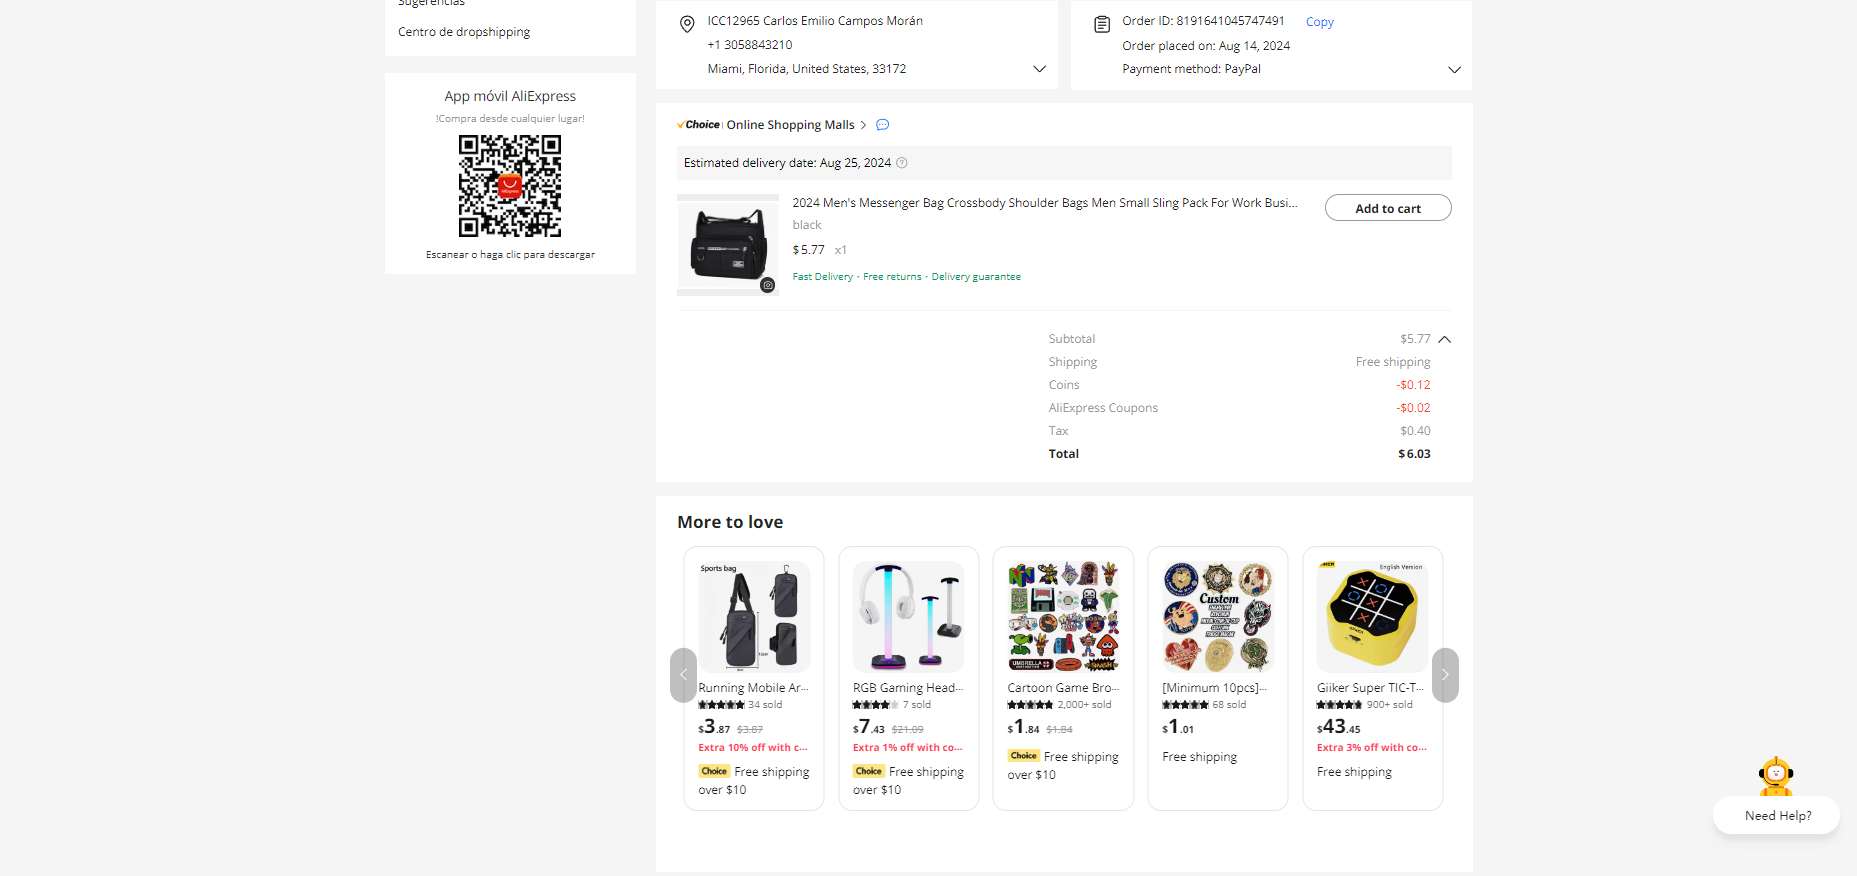 Sugerencias
Centro de dropshipping
App móvil AliExpress
!Compra desde cualquier lugar!
AliExpress
Escanear o haga clic para descargar
ICC12965 Carlos Emilio Campos Morán
+1 3058843210
Miami, Florida, United States, 33172
Order ID: 8191641045747491 Copy
Order placed on: Aug 14, 2024
Payment method: PayPal
Choice Online Shopping Malls
Estimated delivery date: Aug 25, 2024
2024 Men's Messenger Bag Crossbody Shoulder Bags Men Small Sling Pack For Work Busi...
Add to cart
black
$5.77 x1
Fast Delivery · Free returns · Delivery guarantee
Subtotal $5.77
Shipping Free shipping
Coins -$0.12
AliExpress Coupons -$0.02
Tax $0.40
Total $6.03
More to love
Sports bag
Running Mobile Ar...
34 sold
$3.87 $3.87
Extra 10% off with c...
Choice Free shipping
over $10
RGB Gaming Head...
7 sold
$7.43 $21.09
Extra 1% off with co...
Choice Free shipping
over $10
UMBRELLA
Cartoon Game Bro...
2,000+ sold
$1.84 $1.84
Choice Free shipping
over $10
Custom
[Minimum 10pcs]...
68 sold
$1.01
Free shipping
English Version
Giiker Super TIC-T...
900+ sold
$43.45
Extra 3% off with co...
Free shipping
Need Help?